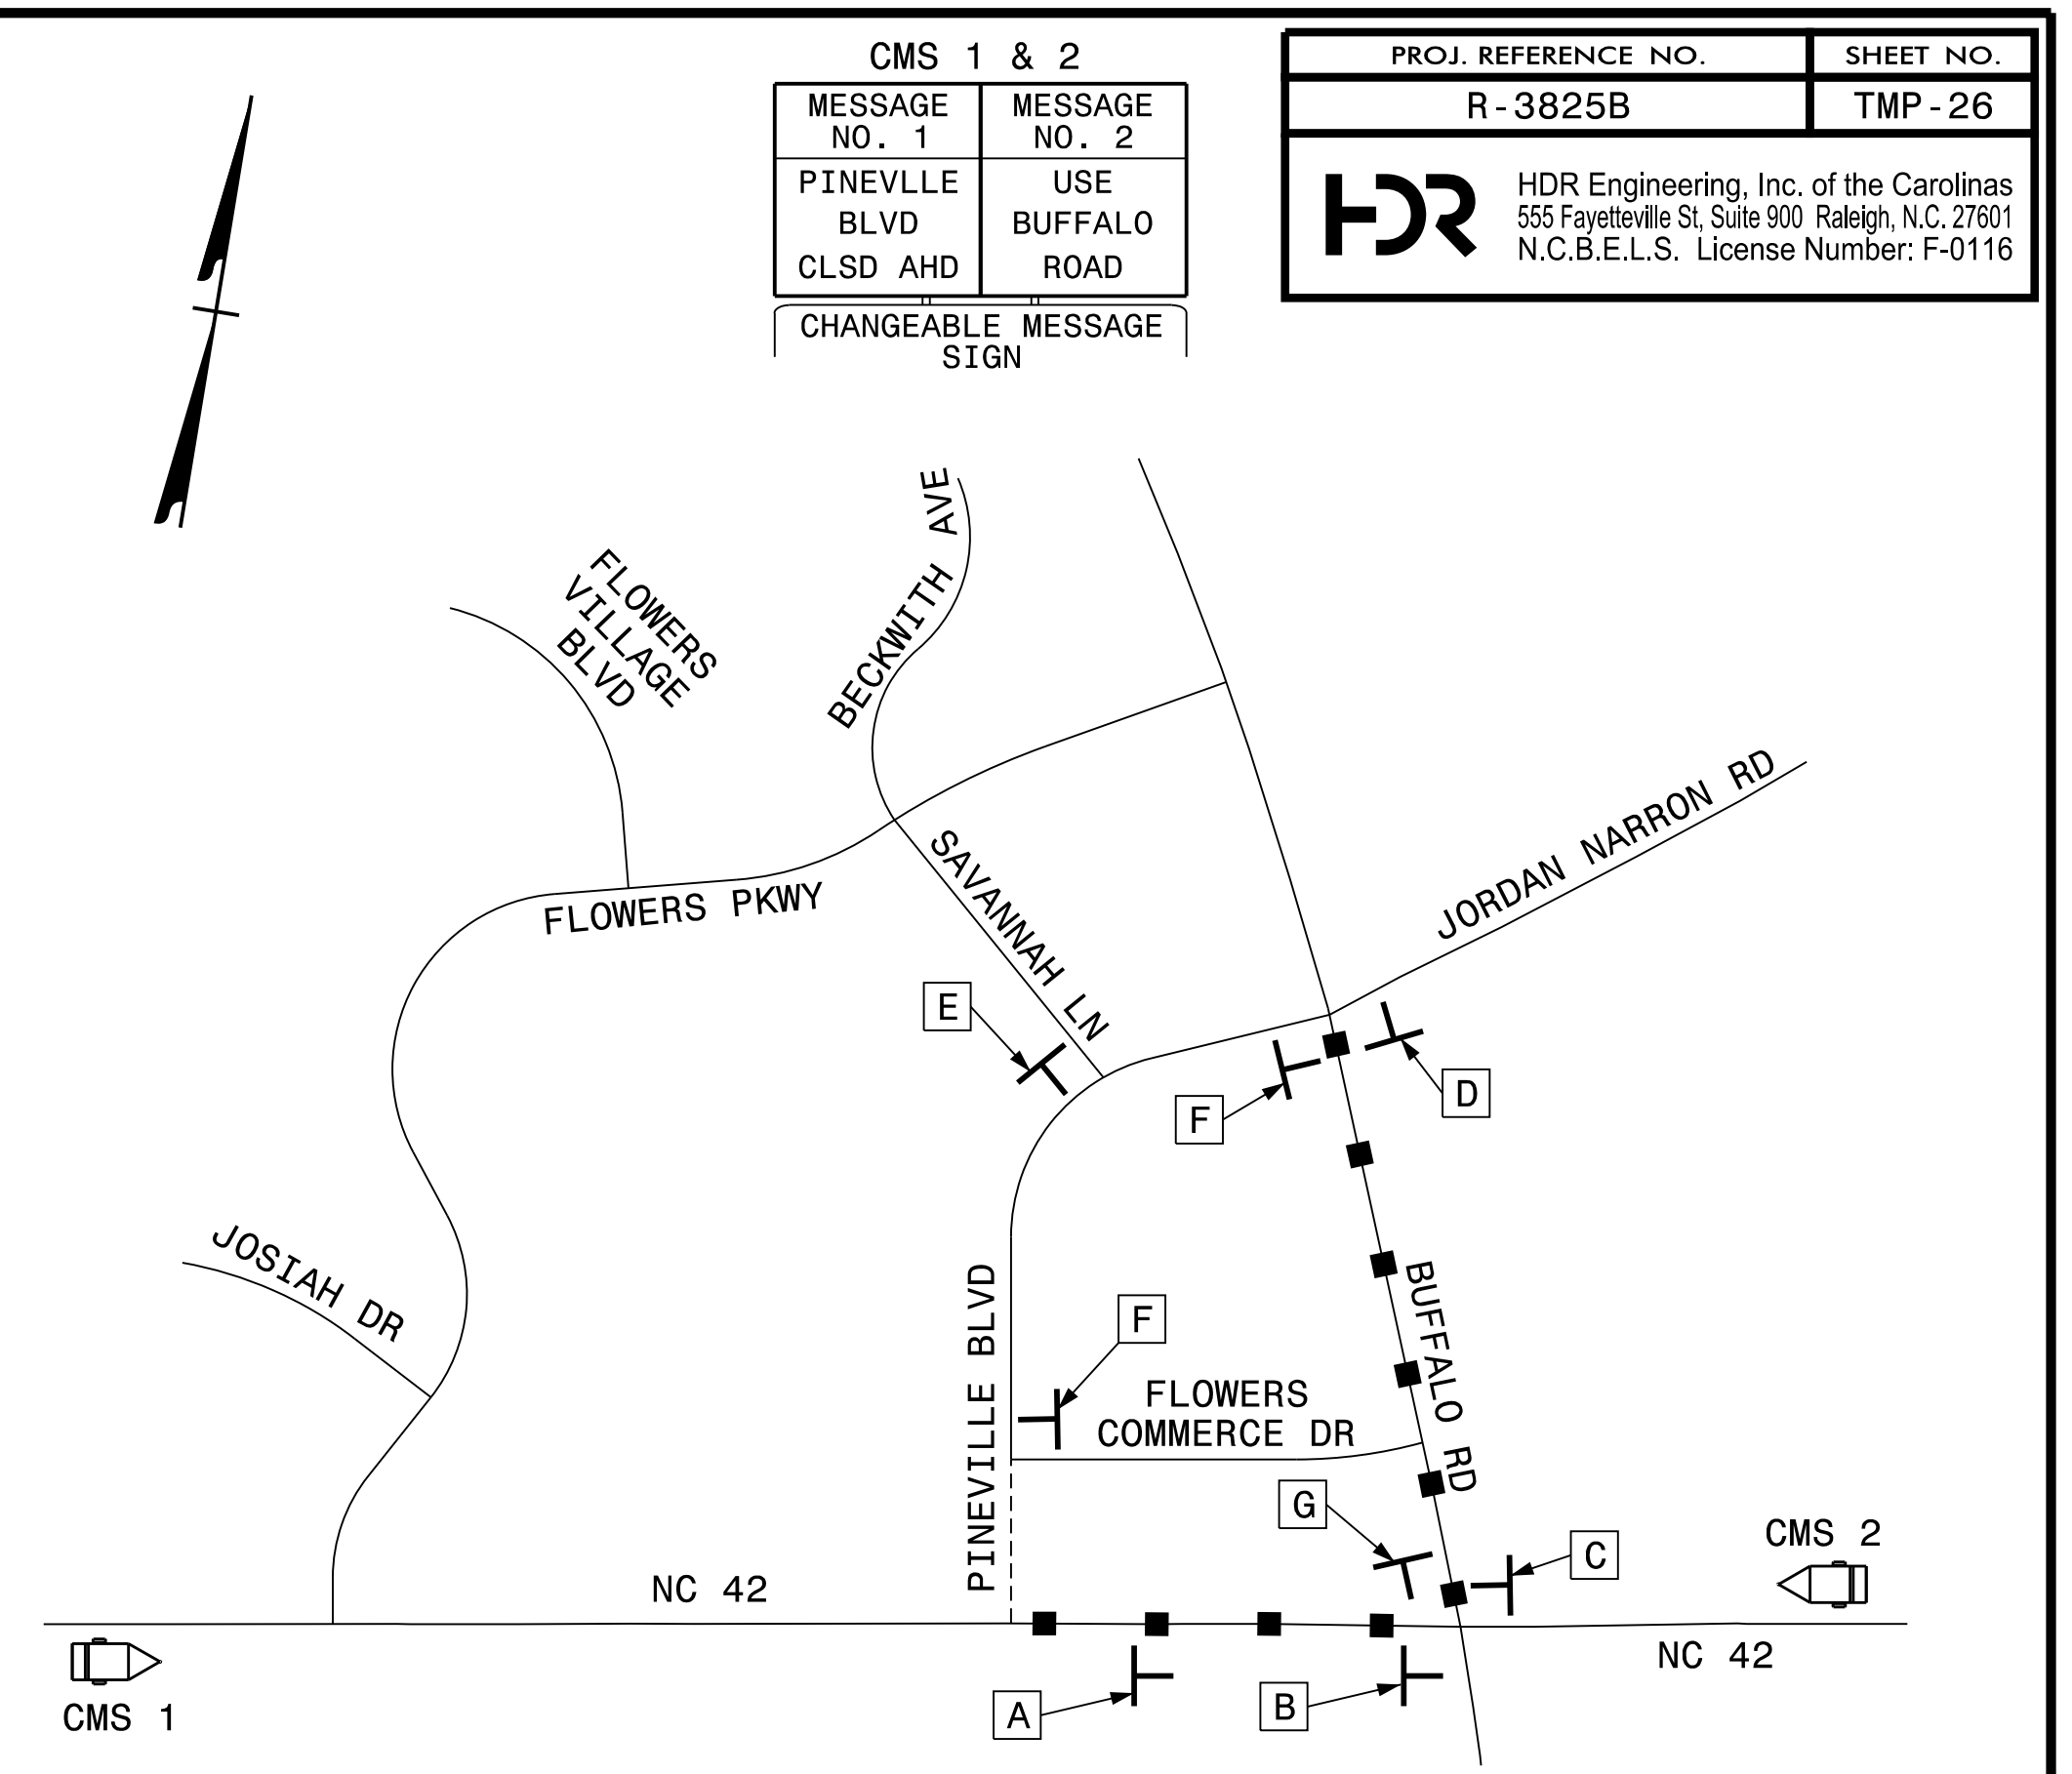 CMS 1 & 2
MESSAGE NO. 1
MESSAGE NO. 2
PINEVLLE
BLVD
CLSD AHD
USE
BUFFALO
ROAD
CHANGEABLE MESSAGE
SIGN
PROJ. REFERENCE NO.
SHEET NO.
R-3825B
TMP-26
HDR
HDR Engineering, Inc. of the Carolinas
555 Fayetteville St, Suite 900 Raleigh, N.C. 27601
N.C.B.E.L.S. License Number: F-0116
BECKWITH AVE
FLOWERS
VILLAGE
BLVD
JORDAN NARRON RD
SAVANNAH LN
FLOWERS PKWY
E
D
F
JOSIAH DR
PINEVILLE BLVD
F
BUFFALO RD
FLOWERS
COMMERCE DR
G
C
CMS 2
NC 42
NC 42
A
B
CMS 1